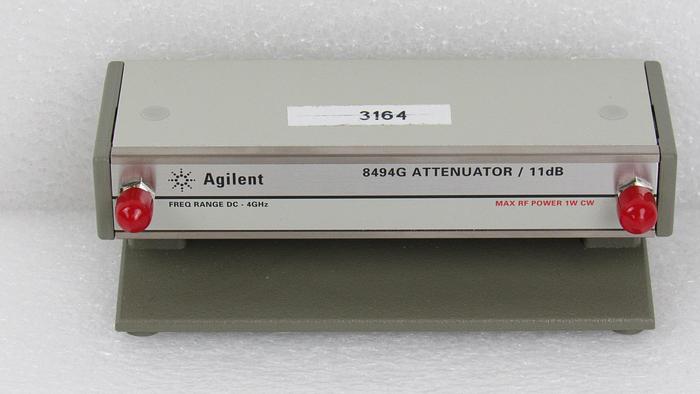 3164
Agilent
8494G ATTENUATOR / 11dB
FREQ RANGE DC - 4GHz
MAX RF POWER 1W CW